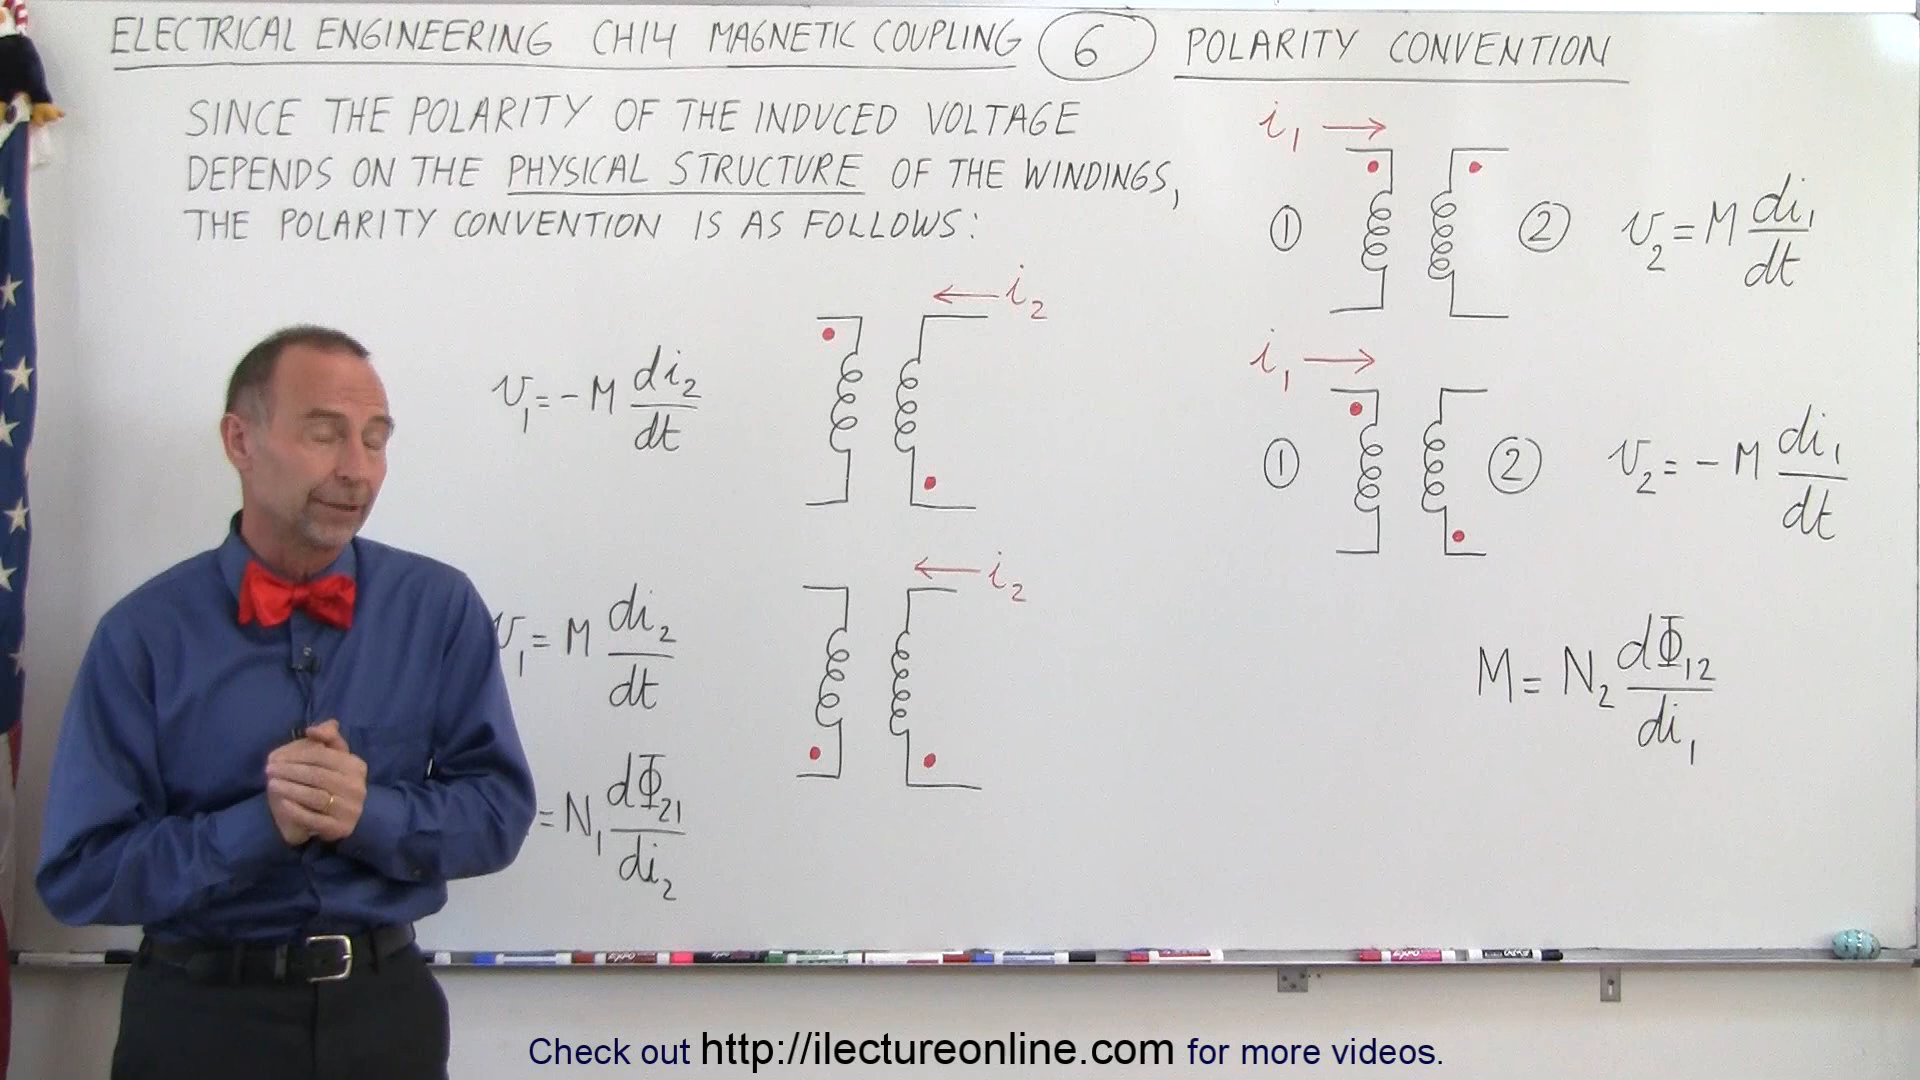 ELECTRICAL ENGINEERING CH14 MAGNETIC COUPLING 6 POLARITY CONVENTION
SINCE THE POLARITY OF THE INDUCED VOLTAGE
DEPENDS ON THE PHYSICAL STRUCTURE OF THE WINDINGS,
THE POLARITY CONVENTION IS AS FOLLOWS:
i₂
v₁ = - M di₂/dt
i₂
v₁ = M di₂/dt
= N₁ dΦ₂₁/di₂
i₁
① ② v₂ = M di₁/dt
i₁
① ② v₂ = - M di₁/dt
M = N₂ dΦ₁₂/di₁
Check out http://ilectureonline.com for more videos.